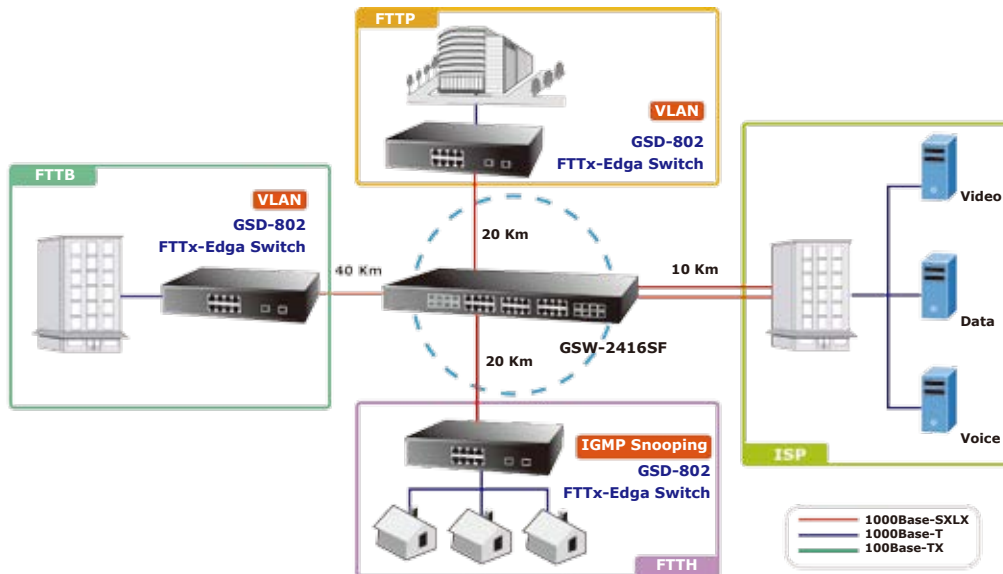 FTTP
VLAN
GSD-802
FTTx-Edga Switch
FTTB
VLAN
GSD-802
FTTx-Edga Switch
40 Km
20 Km
10 Km
GSW-2416SF
20 Km
Video
Data
Voice
ISP
IGMP Snooping
GSD-802
FTTx-Edga Switch
FTTH
1000Base-SXLX
1000Base-T
100Base-TX